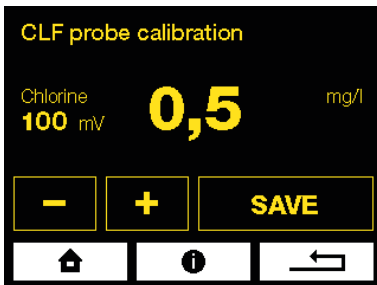 CLF probe calibration
Chlorine
100 mV
0,5
mg/l
− + SAVE